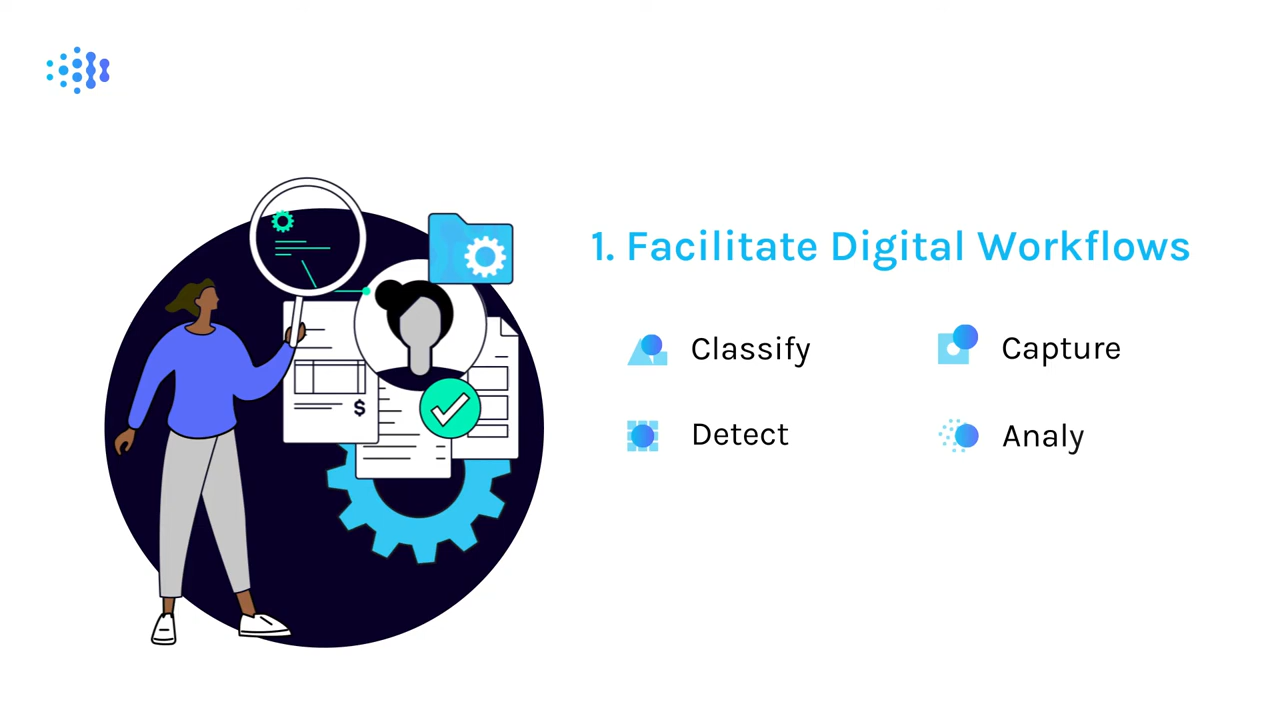 1. Facilitate Digital Workflows
Classify
Capture
Detect
Analy
$